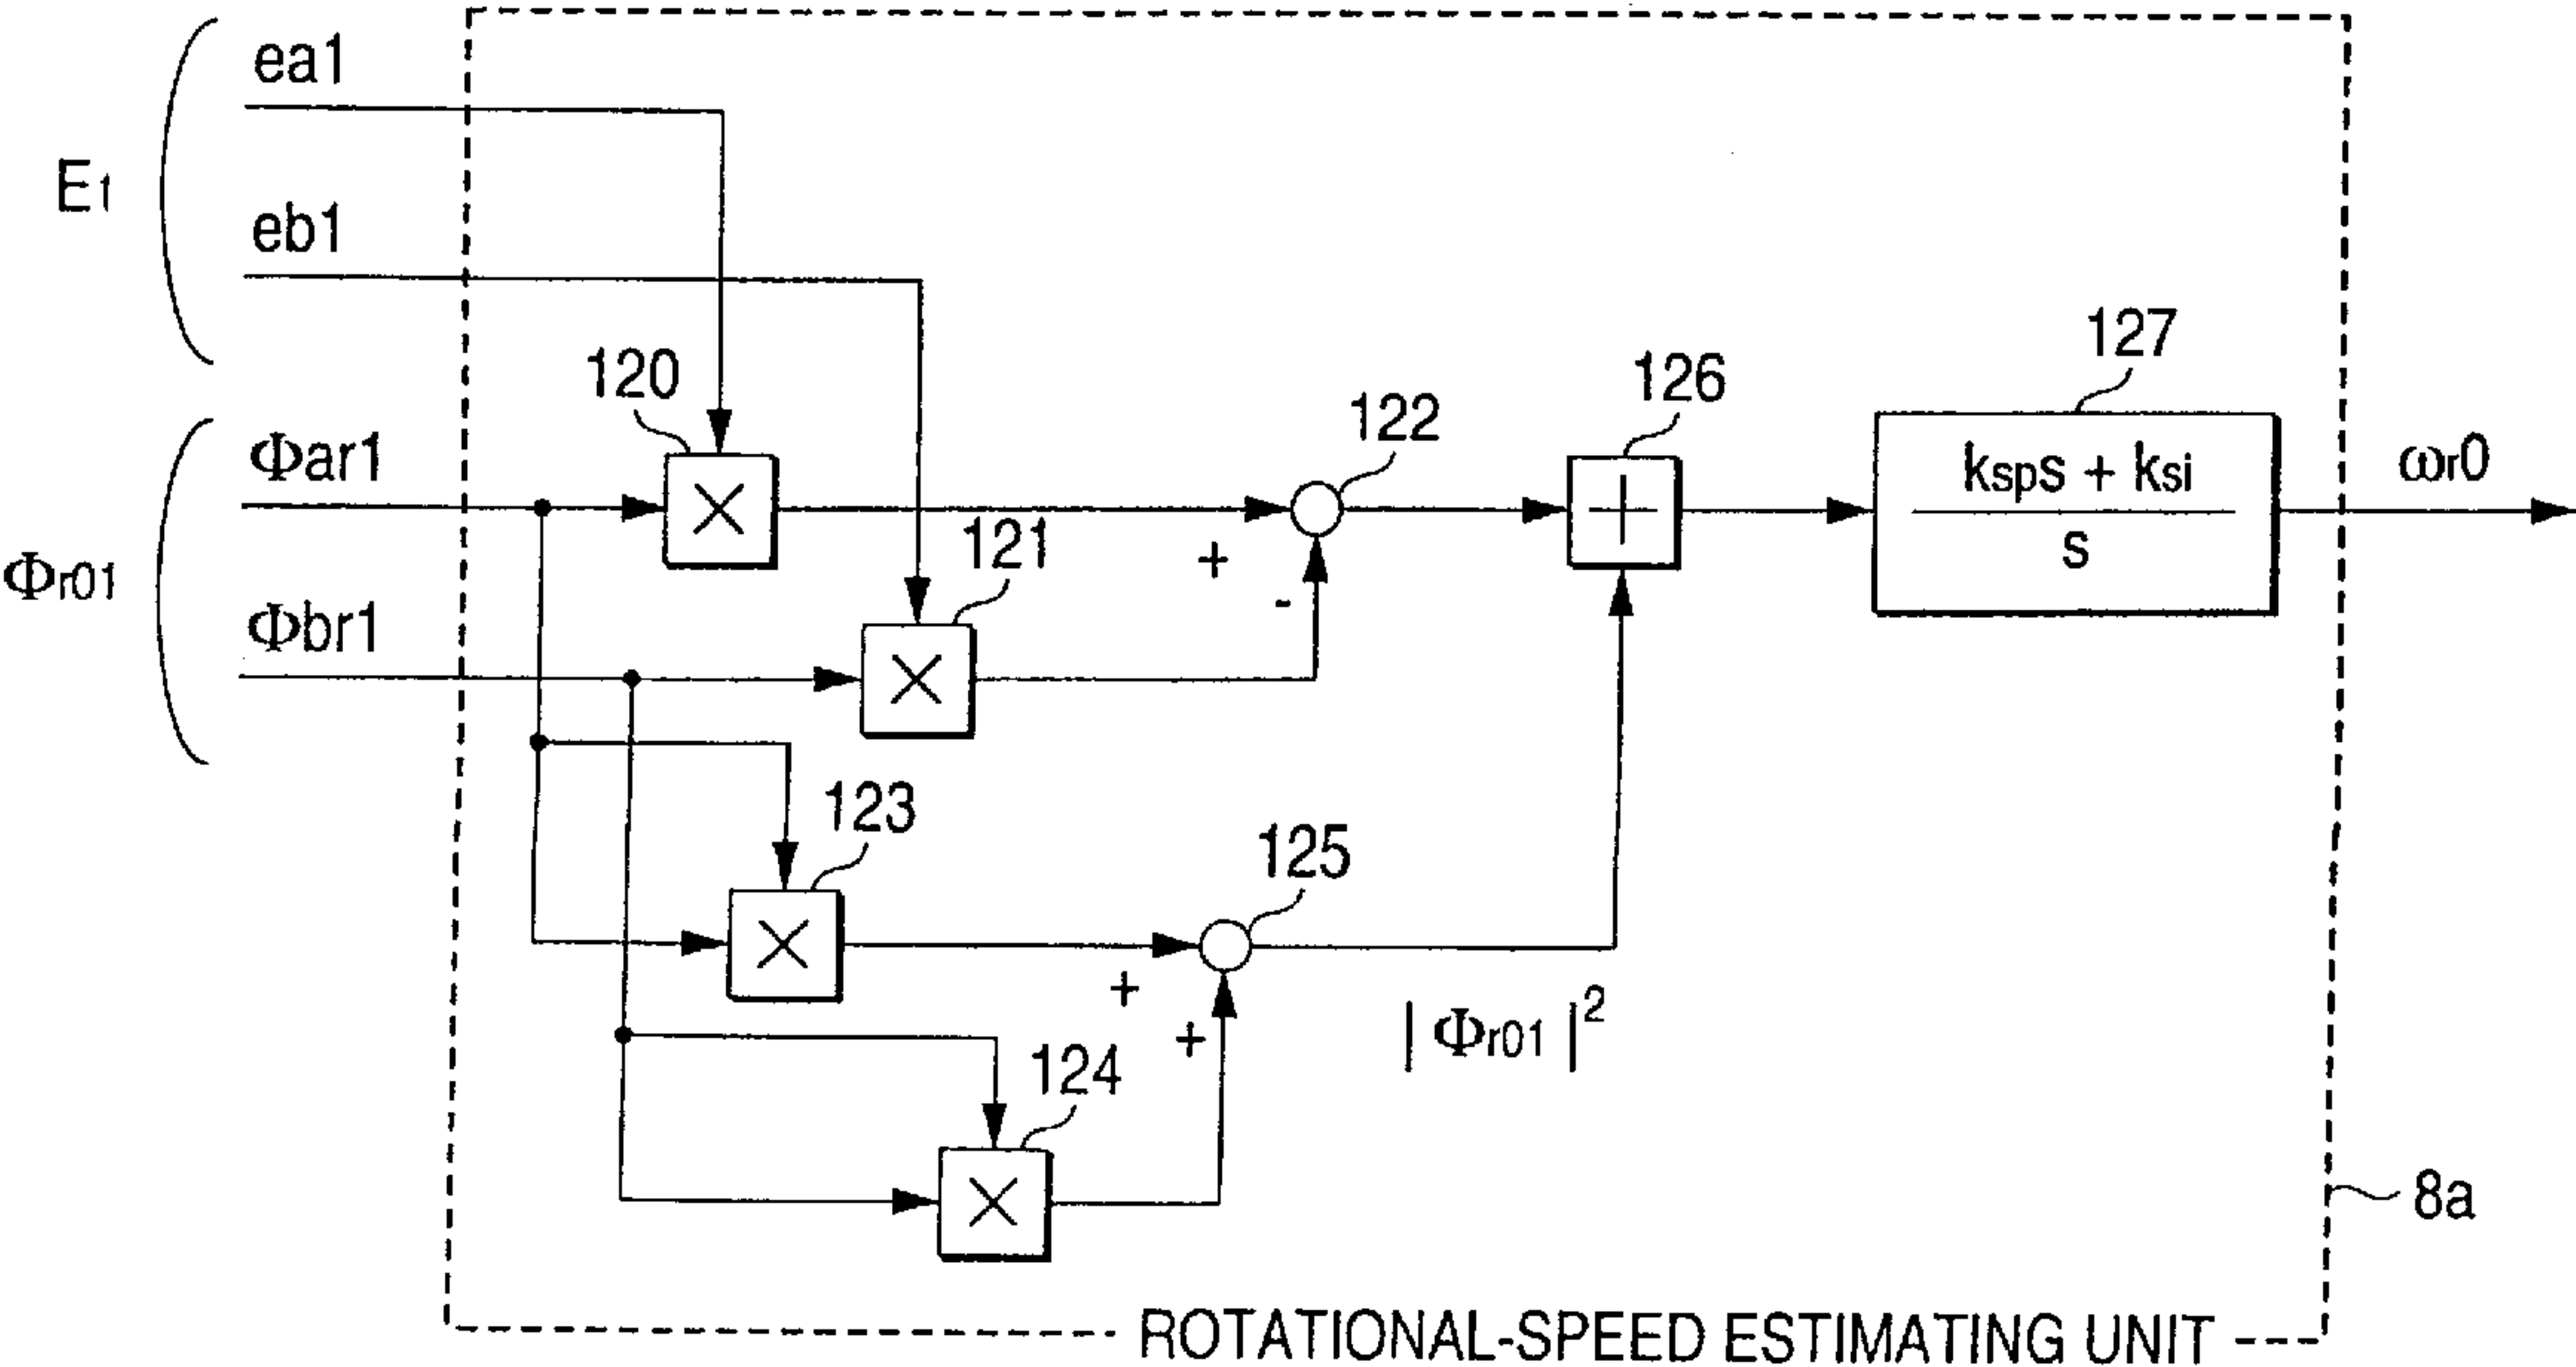 ea1
E1
eb1
Φar1
Φr01
Φbr1
120
121
122
126
127
ksps + ksi
s
ωr0
+
-
×
×
+
123
×
125
+
+
| Φr01 |²
124
×
8a
ROTATIONAL-SPEED ESTIMATING UNIT